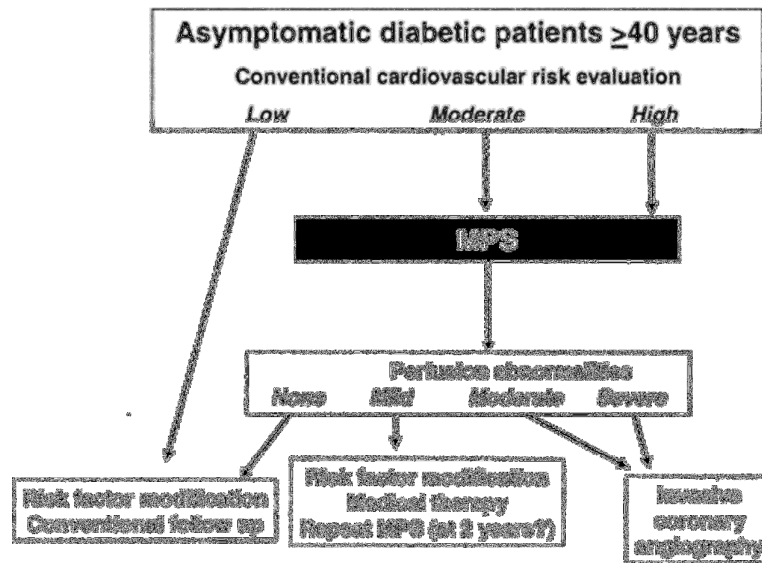 Asymptomatic diabetic patients ≥40 years
Conventional cardiovascular risk evaluation
Low Moderate High
MPS
Perfusion abnormalities
None Mild Moderate Severe
Risk factor modification
Conventional follow up
Risk factor modification
Medical therapy
Repeat MPS (at 2 years?)
Invasive
coronary
angiography